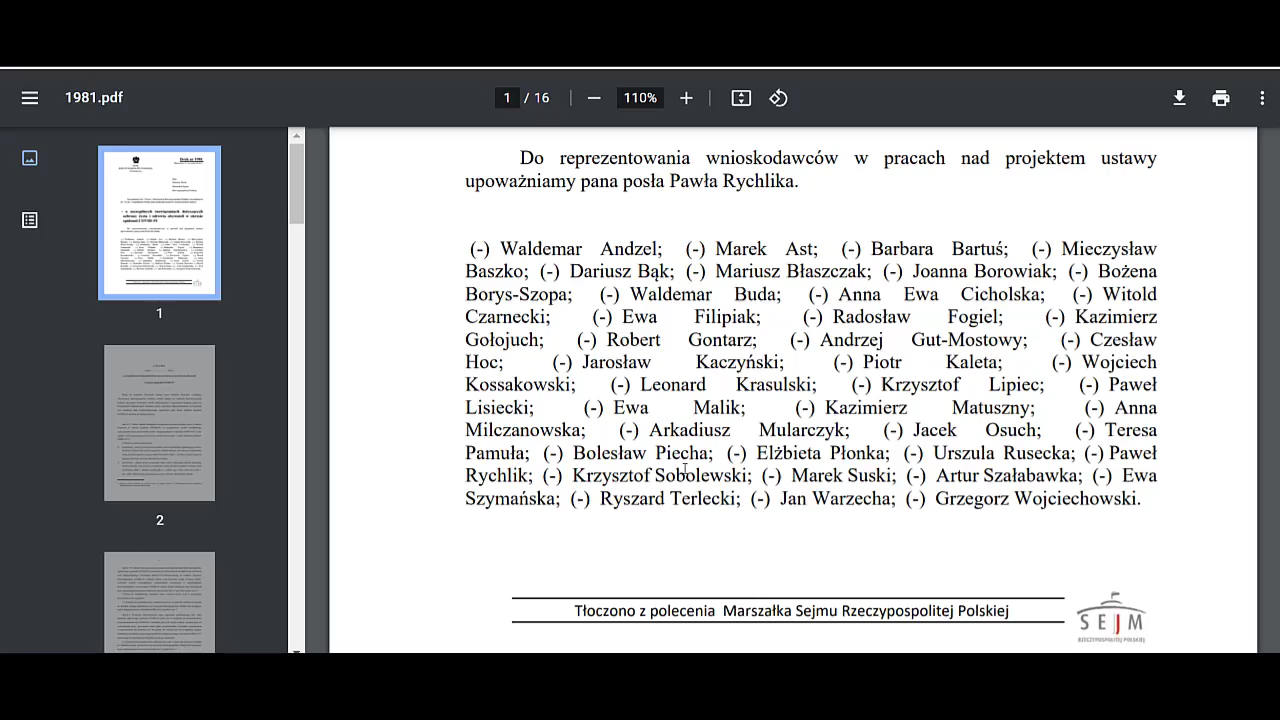 1981.pdf
1 / 16
110%
Do reprezentowania wnioskodawców w pracach nad projektem ustawy
upoważniamy pana posła Pawła Rychlika.
(-) Waldemar Andzel; (-) Marek Ast; (-) Barbara Bartuś; (-) Mieczysław
Baszko; (-) Dariusz Bąk; (-) Mariusz Błaszczak; (-) Joanna Borowiak; (-) Bożena
Borys-Szopa; (-) Waldemar Buda; (-) Anna Ewa Cicholska; (-) Witold
Czarnecki; (-) Ewa Filipiak; (-) Radosław Fogiel; (-) Kazimierz
Gołojuch; (-) Robert Gontarz; (-) Andrzej Gut-Mostowy; (-) Czesław
Hoc; (-) Jarosław Kaczyński; (-) Piotr Kaleta; (-) Wojciech
Kossakowski; (-) Leonard Krasulski; (-) Krzysztof Lipiec; (-) Paweł
Lisiecki; (-) Ewa Malik; (-) Kazimierz Matuszny; (-) Anna
Milczanowska; (-) Arkadiusz Mularczyk; (-) Jacek Osuch; (-) Teresa
Pamuła; (-) Bolesław Piecha; (-) Elżbieta Płonka; (-) Urszula Rusecka; (-) Paweł
Rychlik; (-) Krzysztof Sobolewski; (-) Marek Suski; (-) Artur Szałabawka; (-) Ewa
Szymańska; (-) Ryszard Terlecki; (-) Jan Warzecha; (-) Grzegorz Wojciechowski.
Tłoczono z polecenia Marszałka Sejmu Rzeczypospolitej Polskiej
SEJM
RZECZYPOSPOLITEJ POLSKIEJ
1
2